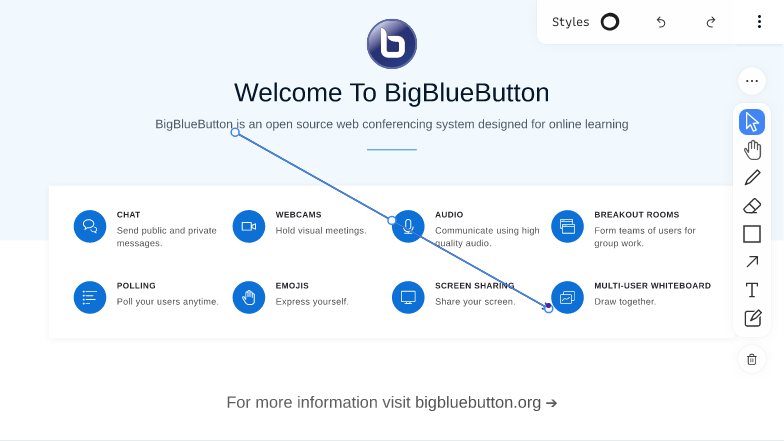 Styles
b
Welcome To BigBlueButton
BigBlueButton is an open source web conferencing system designed for online learning
CHAT
Send public and private
messages.
WEBCAMS
Hold visual meetings.
AUDIO
Communicate using high
quality audio.
BREAKOUT ROOMS
Form teams of users for
group work.
POLLING
Poll your users anytime.
EMOJIS
Express yourself.
SCREEN SHARING
Share your screen.
MULTI-USER WHITEBOARD
Draw together.
For more information visit bigbluebutton.org ➔